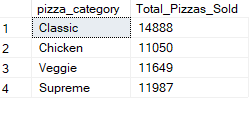 pizza_category Total_Pizzas_Sold
1 Classic 14888
2 Chicken 11050
3 Veggie 11649
4 Supreme 11987